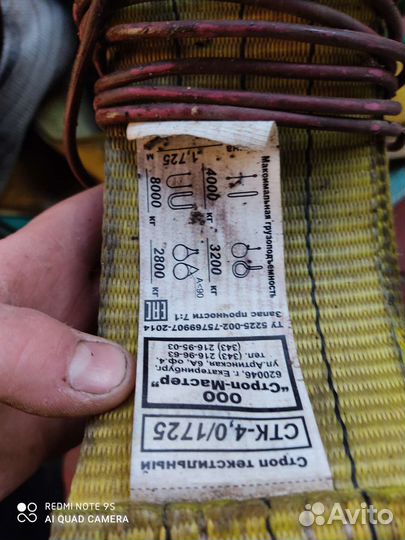 Строп текстильный
СТК-4,0/1725
ООО
"Строп-Мастер"
620046, г. Екатеринбург,
ул.Артинская, 6А, оф.4,
тел. (343) 216-96-63
(343) 216-95-03
ТУ 5225-002-75769907-2014
Запас прочности 7:1
EAC
Максимальная грузоподъемность
4000 кг
3200 кг
8000 кг
2800 кг
А<90
1,725 м
REDMI NOTE 9S
AI QUAD CAMERA
Avito